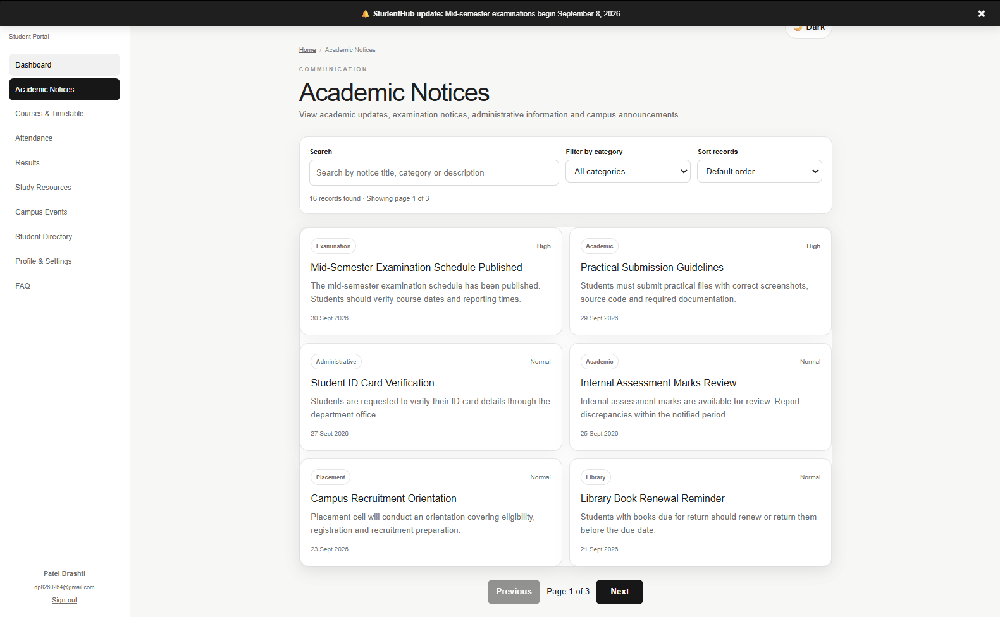 🔔 StudentHub update: Mid-semester examinations begin September 8, 2026.
Student Portal
Dashboard
Academic Notices
Courses & Timetable
Attendance
Results
Study Resources
Campus Events
Student Directory
Profile & Settings
FAQ
Patel Drashti
dp8260264@gmail.com
Sign out
Dark
Home / Academic Notices
COMMUNICATION
Academic Notices
View academic updates, examination notices, administrative information and campus announcements.
Search
Search by notice title, category or description
Filter by category
All categories
Sort records
Default order
16 records found · Showing page 1 of 3
Examination
High
Mid-Semester Examination Schedule Published
The mid-semester examination schedule has been published.
Students should verify course dates and reporting times.
30 Sept 2026
Academic
High
Practical Submission Guidelines
Students must submit practical files with correct screenshots,
source code and required documentation.
29 Sept 2026
Administrative
Normal
Student ID Card Verification
Students are requested to verify their ID card details through the
department office.
27 Sept 2026
Academic
Normal
Internal Assessment Marks Review
Internal assessment marks are available for review. Report
discrepancies within the notified period.
25 Sept 2026
Placement
Normal
Campus Recruitment Orientation
Placement cell will conduct an orientation covering eligibility,
registration and recruitment preparation.
23 Sept 2026
Library
Normal
Library Book Renewal Reminder
Students with books due for return should renew or return them
before the due date.
21 Sept 2026
Previous
Page 1 of 3
Next